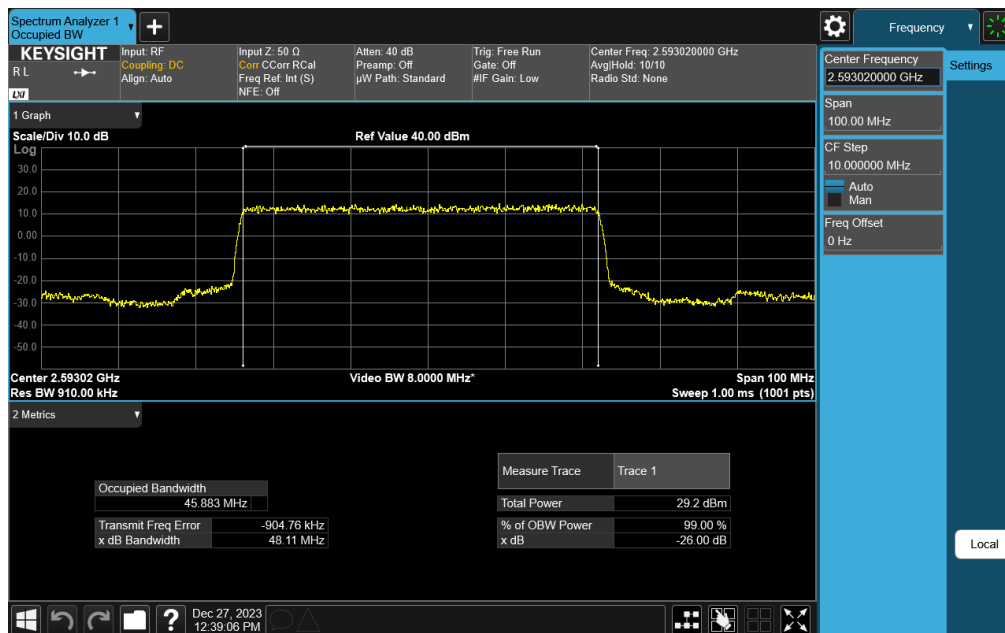 Spectrum Analyzer 1
Occupied BW
Frequency
KEYSIGHT
R L
LXI
Input: RF
Coupling: DC
Align: Auto
Input Z: 50 Ω
Corr CCorr RCal
Freq Ref: Int (S)
NFE: Off
Atten: 40 dB
Preamp: Off
µW Path: Standard
Trig: Free Run
Gate: Off
#IF Gain: Low
Center Freq: 2.593020000 GHz
Avg|Hold: 10/10
Radio Std: None
Center Frequency
2.593020000 GHz
Settings
Span
100.00 MHz
CF Step
10.000000 MHz
Auto
Man
Freq Offset
0 Hz
Local
1 Graph
Scale/Div 10.0 dB
Ref Value 40.00 dBm
Log
30.0
20.0
10.0
0.00
-10.0
-20.0
-30.0
-40.0
-50.0
Center 2.59302 GHz
Video BW 8.0000 MHz*
Span 100 MHz
Res BW 910.00 kHz
Sweep 1.00 ms (1001 pts)
2 Metrics
Measure Trace Trace 1
Occupied Bandwidth
45.883 MHz
Total Power 29.2 dBm
Transmit Freq Error -904.76 kHz
% of OBW Power 99.00 %
x dB Bandwidth 48.11 MHz
x dB -26.00 dB
Dec 27, 2023
12:39:06 PM